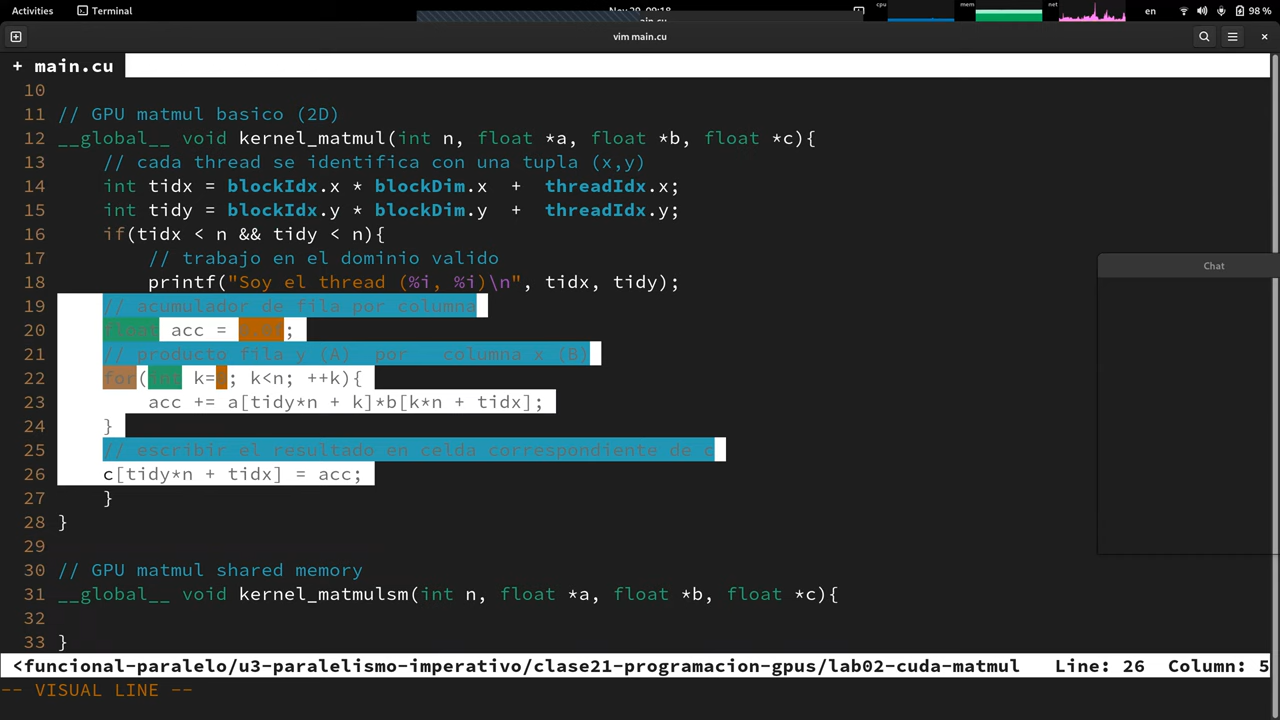 Activities Terminal Nov 29 09:18 cpu mem net en 98 %
vim main.cu
+ main.cu
10
11 // GPU matmul basico (2D)
12 __global__ void kernel_matmul(int n, float *a, float *b, float *c){
13     // cada thread se identifica con una tupla (x,y)
14     int tidx = blockIdx.x * blockDim.x  +  threadIdx.x;
15     int tidy = blockIdx.y * blockDim.y  +  threadIdx.y;
16     if(tidx < n && tidy < n){
17         // trabajo en el dominio valido
18         printf("Soy el thread (%i, %i)\n", tidx, tidy);
19     // acumulador de fila por columna
20     float acc = 0.0f;
21     // producto fila y (A)  por   columna x (B)
22     for(int k=0; k<n; ++k){
23         acc += a[tidy*n + k]*b[k*n + tidx];
24     }
25     // escribir el resultado en celda correspondiente de c
26     c[tidy*n + tidx] = acc;
27     }
28 }
29
30 // GPU matmul shared memory
31 __global__ void kernel_matmulsm(int n, float *a, float *b, float *c){
32
33 }
Chat
<funcional-paralelo/u3-paralelismo-imperativo/clase21-programacion-gpus/lab02-cuda-matmul   Line: 26   Column: 5
-- VISUAL LINE --